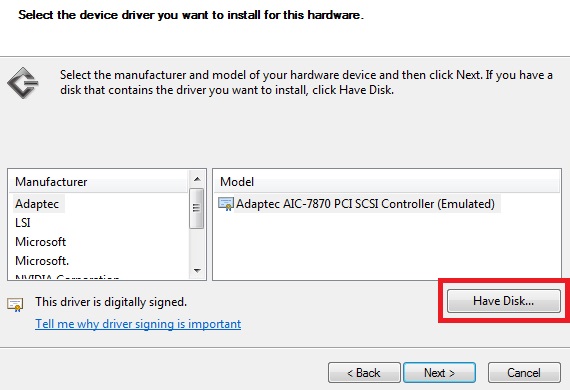 Select the device driver you want to install for this hardware.
Select the manufacturer and model of your hardware device and then click Next. If you have a
disk that contains the driver you want to install, click Have Disk.
Manufacturer
Adaptec
LSI
Microsoft
Microsoft.
NVIDIA Corporation
Model
Adaptec AIC-7870 PCI SCSI Controller (Emulated)
This driver is digitally signed.
Tell me why driver signing is important
Have Disk...
< Back
Next >
Cancel